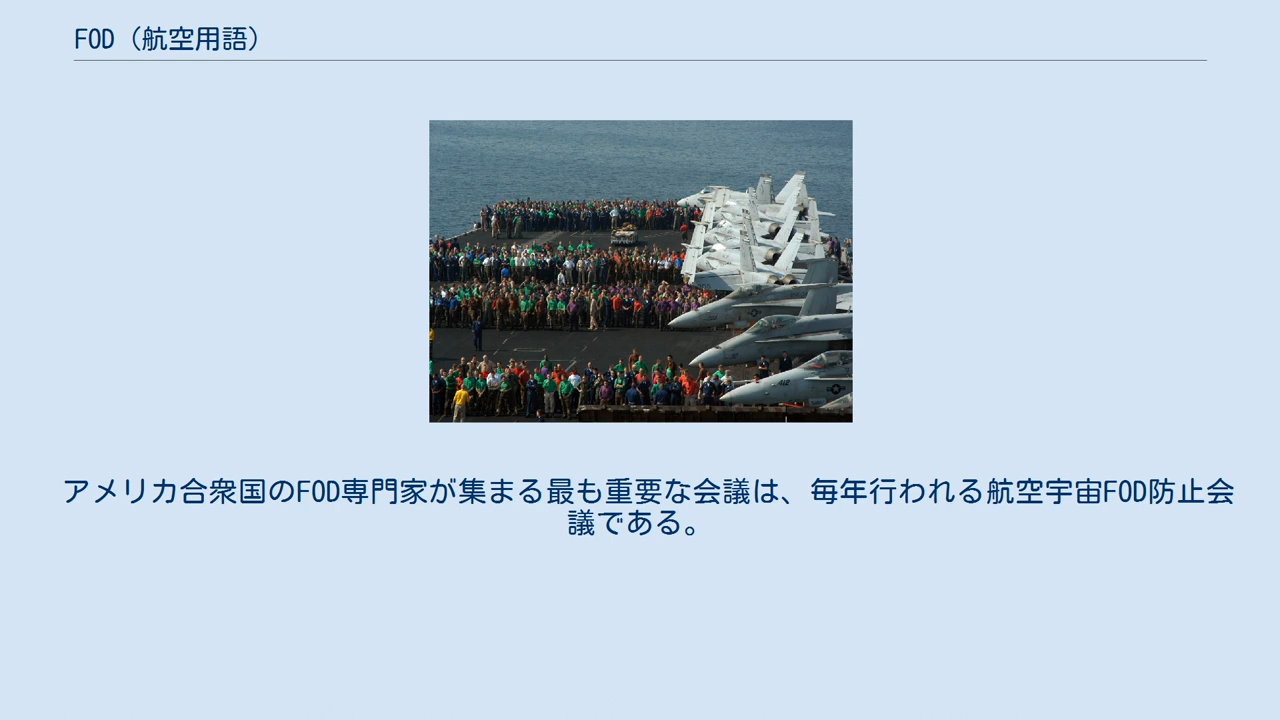 FOD（航空用語）
アメリカ合衆国のFOD専門家が集まる最も重要な会議は、毎年行われる航空宇宙FOD防止会
議である。